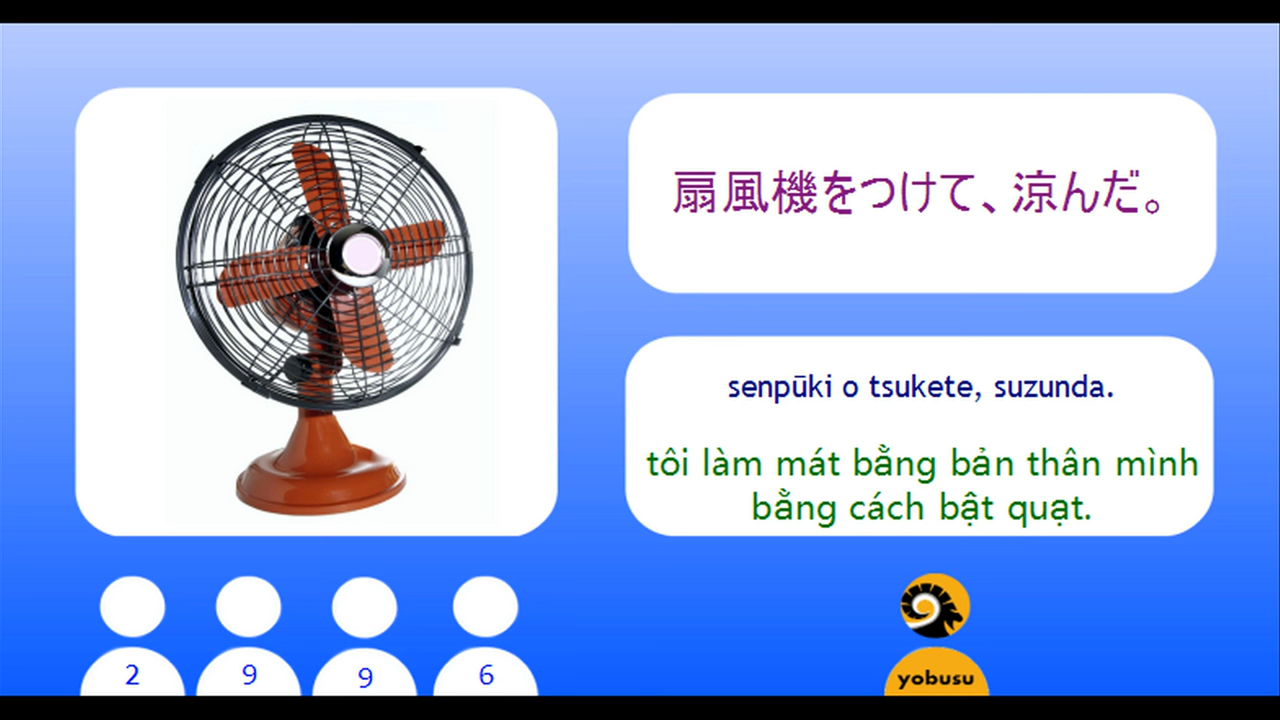 扇風機をつけて、涼んだ。
senpūki o tsukete, suzunda.
tôi làm mát bằng bản thân mình
bằng cách bật quạt.
2 9 9 6
yobusu